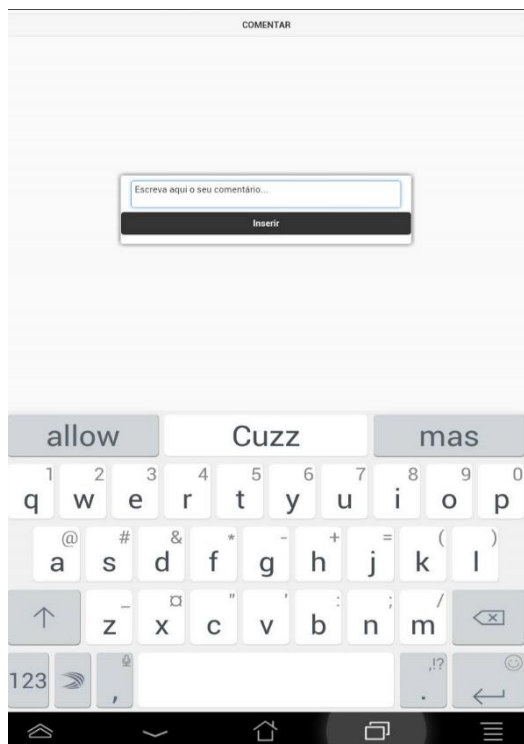 COMENTAR
Escreva aqui o seu comentário...
Inserir
allow Cuzz mas
1 2 3 4 5 6 7 8 9 0
q w e r t y u i o p
@ # & * - + = ( )
a s d f g h j k l
_ ¤ " ' : ; /
z x c v b n m
,!?
123 , .